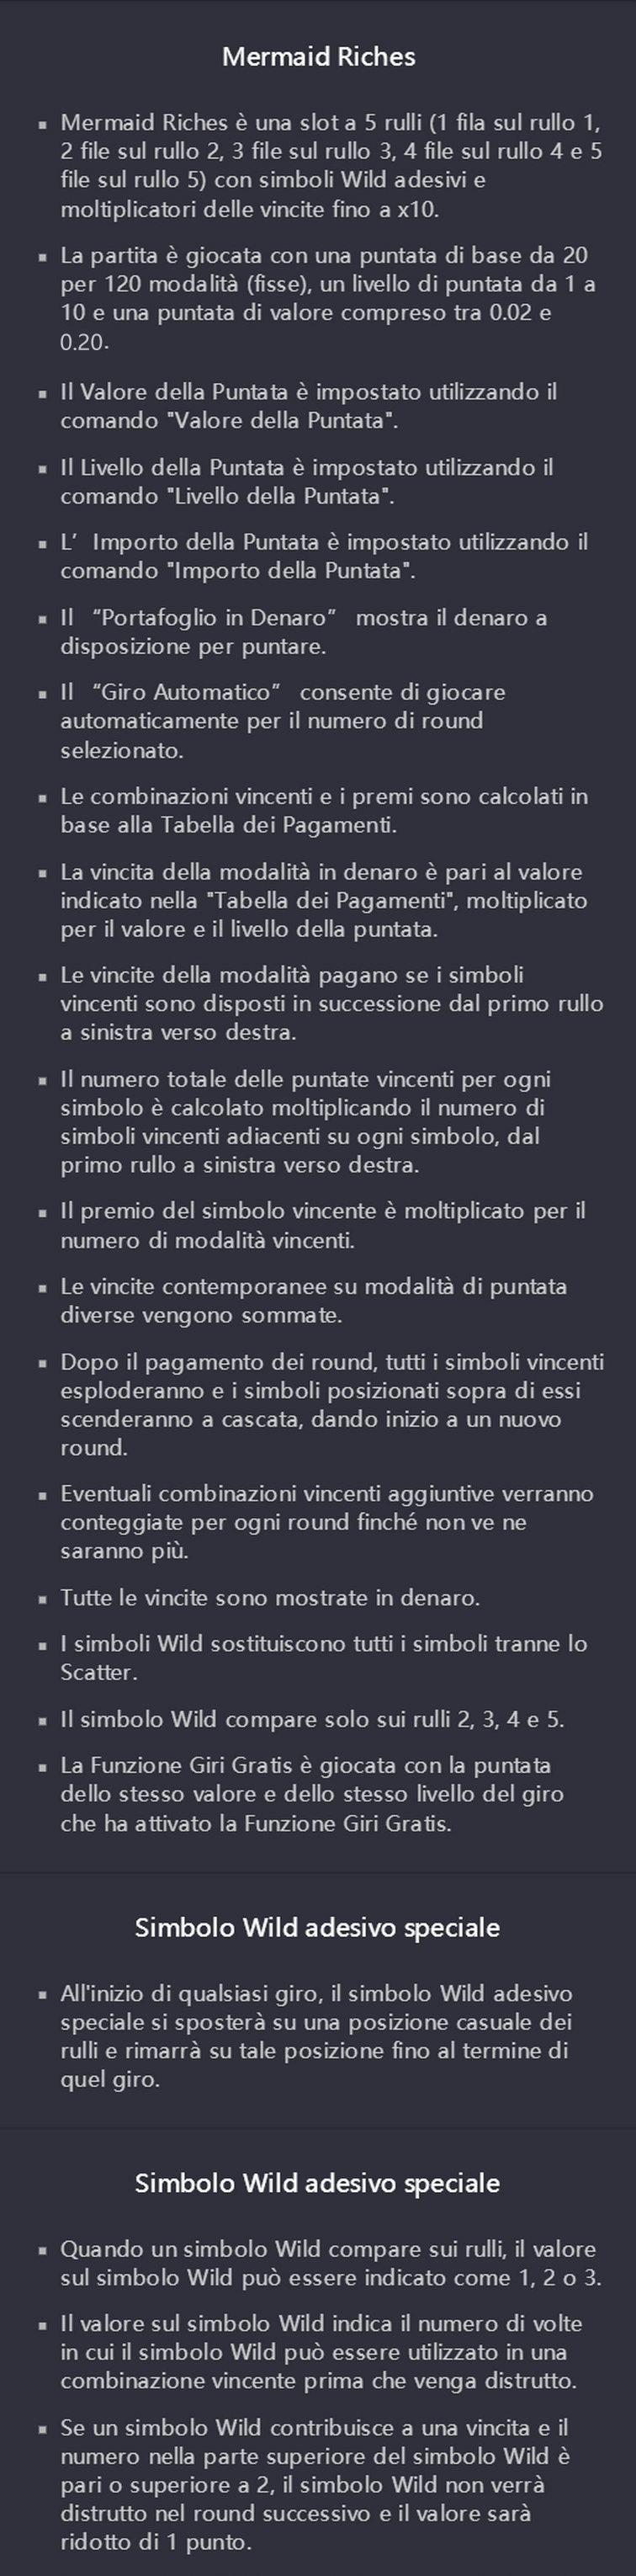 Mermaid Riches
▪ Mermaid Riches è una slot a 5 rulli (1 fila sul rullo 1,
2 file sul rullo 2, 3 file sul rullo 3, 4 file sul rullo 4 e 5
file sul rullo 5) con simboli Wild adesivi e
moltiplicatori delle vincite fino a x10.
▪ La partita è giocata con una puntata di base da 20
per 120 modalità (fisse), un livello di puntata da 1 a
10 e una puntata di valore compreso tra 0.02 e
0.20.
▪ Il Valore della Puntata è impostato utilizzando il
comando "Valore della Puntata".
▪ Il Livello della Puntata è impostato utilizzando il
comando "Livello della Puntata".
▪ L’ Importo della Puntata è impostato utilizzando il
comando "Importo della Puntata".
▪ Il “Portafoglio in Denaro” mostra il denaro a
disposizione per puntare.
▪ Il “Giro Automatico” consente di giocare
automaticamente per il numero di round
selezionato.
▪ Le combinazioni vincenti e i premi sono calcolati in
base alla Tabella dei Pagamenti.
▪ La vincita della modalità in denaro è pari al valore
indicato nella "Tabella dei Pagamenti", moltiplicato
per il valore e il livello della puntata.
▪ Le vincite della modalità pagano se i simboli
vincenti sono disposti in successione dal primo rullo
a sinistra verso destra.
▪ Il numero totale delle puntate vincenti per ogni
simbolo è calcolato moltiplicando il numero di
simboli vincenti adiacenti su ogni simbolo, dal
primo rullo a sinistra verso destra.
▪ Il premio del simbolo vincente è moltiplicato per il
numero di modalità vincenti.
▪ Le vincite contemporanee su modalità di puntata
diverse vengono sommate.
▪ Dopo il pagamento dei round, tutti i simboli vincenti
esploderanno e i simboli posizionati sopra di essi
scenderanno a cascata, dando inizio a un nuovo
round.
▪ Eventuali combinazioni vincenti aggiuntive verranno
conteggiate per ogni round finché non ve ne
saranno più.
▪ Tutte le vincite sono mostrate in denaro.
▪ I simboli Wild sostituiscono tutti i simboli tranne lo
Scatter.
▪ Il simbolo Wild compare solo sui rulli 2, 3, 4 e 5.
▪ La Funzione Giri Gratis è giocata con la puntata
dello stesso valore e dello stesso livello del giro
che ha attivato la Funzione Giri Gratis.
Simbolo Wild adesivo speciale
▪ All'inizio di qualsiasi giro, il simbolo Wild adesivo
speciale si sposterà su una posizione casuale dei
rulli e rimarrà su tale posizione fino al termine di
quel giro.
Simbolo Wild adesivo speciale
▪ Quando un simbolo Wild compare sui rulli, il valore
sul simbolo Wild può essere indicato come 1, 2 o 3.
▪ Il valore sul simbolo Wild indica il numero di volte
in cui il simbolo Wild può essere utilizzato in una
combinazione vincente prima che venga distrutto.
▪ Se un simbolo Wild contribuisce a una vincita e il
numero nella parte superiore del simbolo Wild è
pari o superiore a 2, il simbolo Wild non verrà
distrutto nel round successivo e il valore sarà
ridotto di 1 punto.